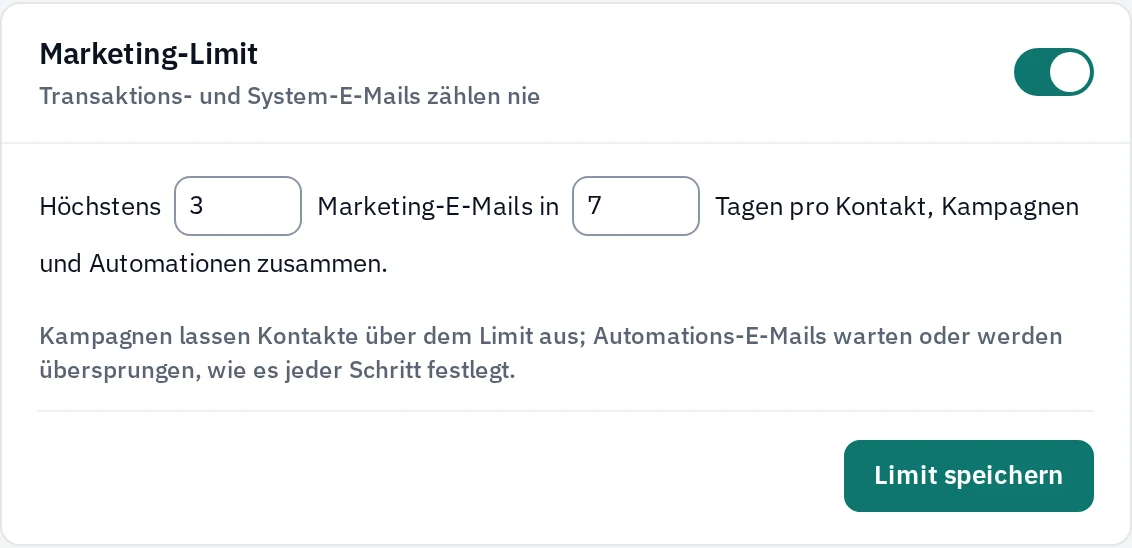 Marketing-Limit
Transaktions- und System-E-Mails zählen nie
Höchstens 3 Marketing-E-Mails in 7 Tagen pro Kontakt, Kampagnen
und Automationen zusammen.
Kampagnen lassen Kontakte über dem Limit aus; Automations-E-Mails warten oder werden
übersprungen, wie es jeder Schritt festlegt.
Limit speichern